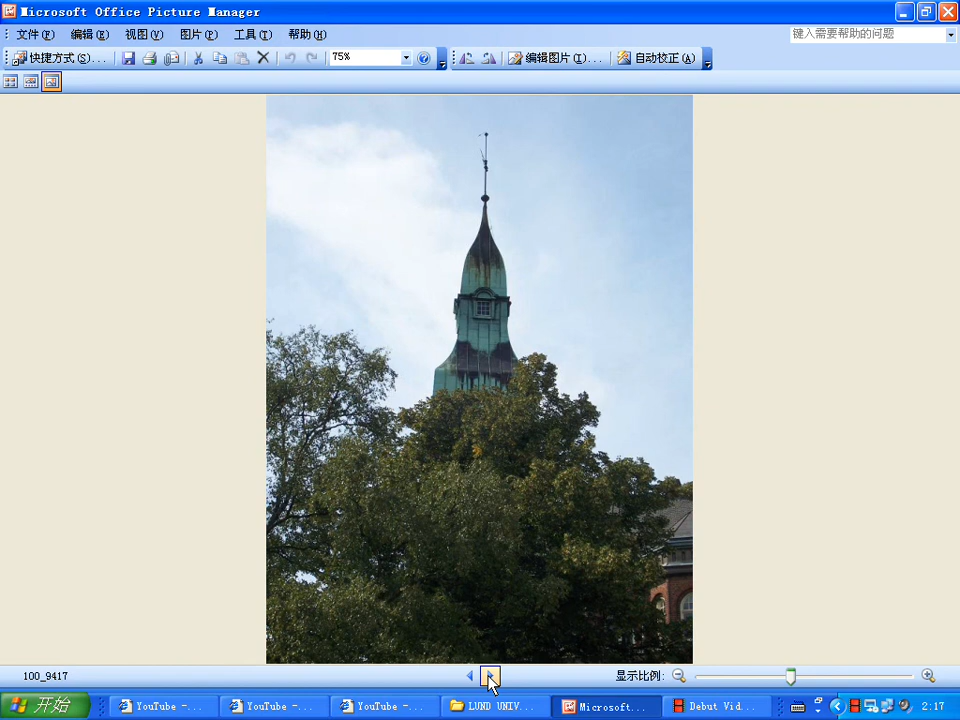 Microsoft Office Picture Manager
文件(F) 编辑(E) 视图(V) 图片(P) 工具(T) 帮助(H) 键入需要帮助的问题
快捷方式(S)... 75% 编辑图片(I)... 自动校正(A)
100_9417 显示比例:
开始 YouTube -... YouTube -... YouTube -... LUND UNIV... Microsoft... Debut Vid... 2:17